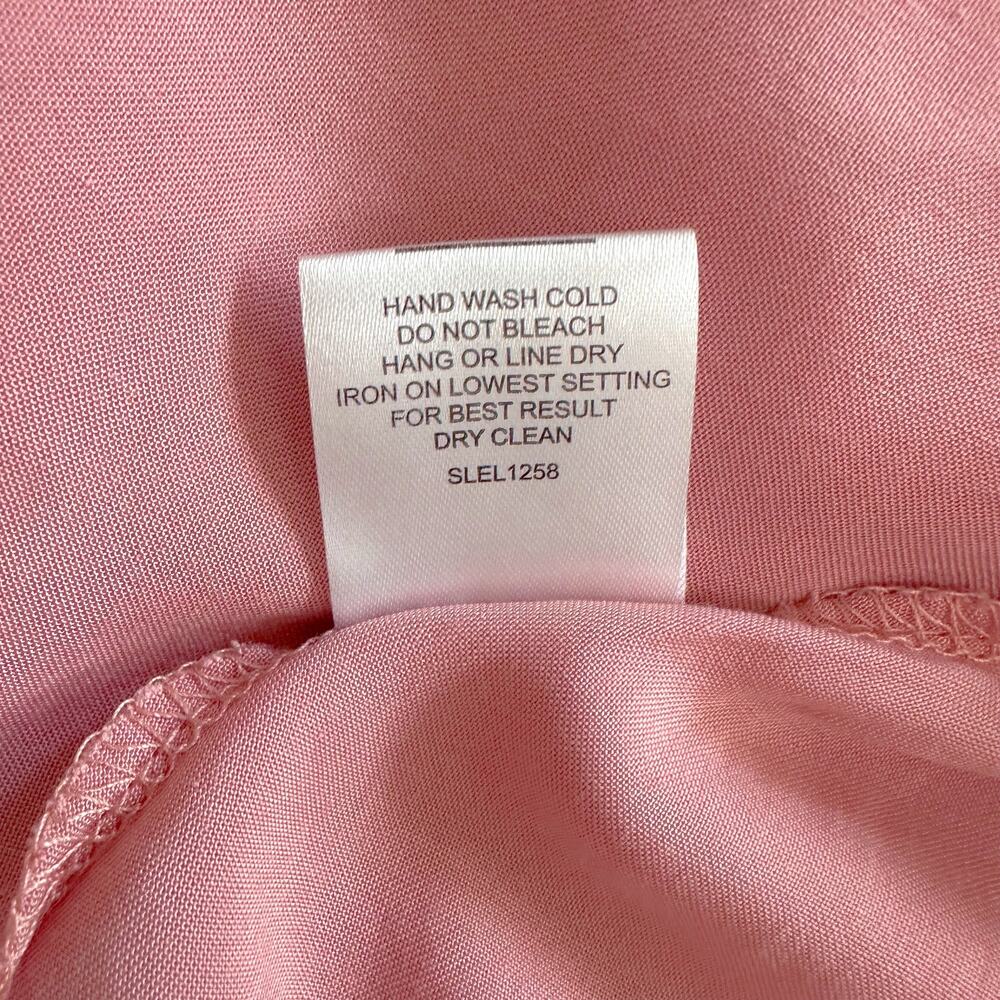 HAND WASH COLD
DO NOT BLEACH
HANG OR LINE DRY
IRON ON LOWEST SETTING
FOR BEST RESULT
DRY CLEAN
SLEL1258